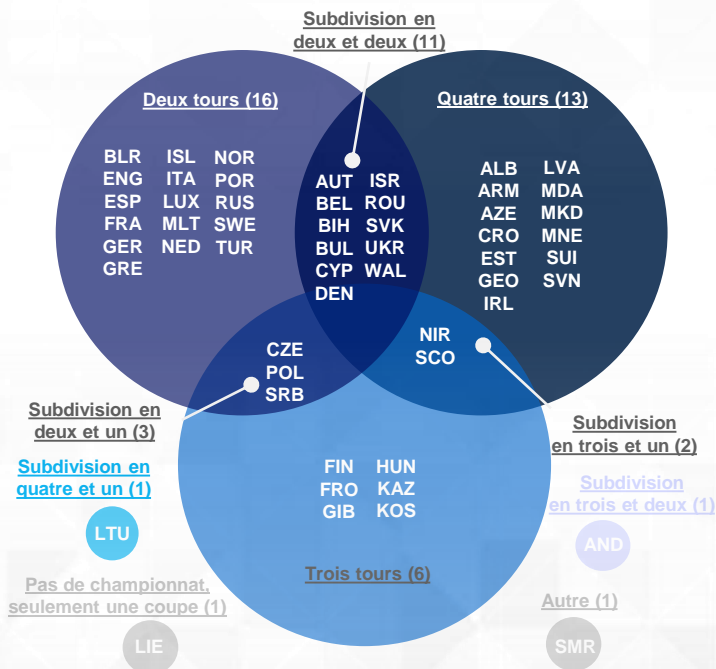 Subdivision en
deux et deux (11)
Deux tours (16)
Quatre tours (13)
BLR ISL NOR
ENG ITA POR
ESP LUX RUS
FRA MLT SWE
GER NED TUR
GRE
AUT ISR
BEL ROU
BIH SVK
BUL UKR
CYP WAL
DEN
ALB LVA
ARM MDA
AZE MKD
CRO MNE
EST SUI
GEO SVN
IRL
CZE
POL
SRB
NIR
SCO
Subdivision en
deux et un (3)
Subdivision
en trois et un (2)
Subdivision en
quatre et un (1)
LTU
FIN HUN
FRO KAZ
GIB KOS
Subdivision
en trois et deux (1)
AND
Trois tours (6)
Pas de championnat,
seulement une coupe (1)
LIE
Autre (1)
SMR